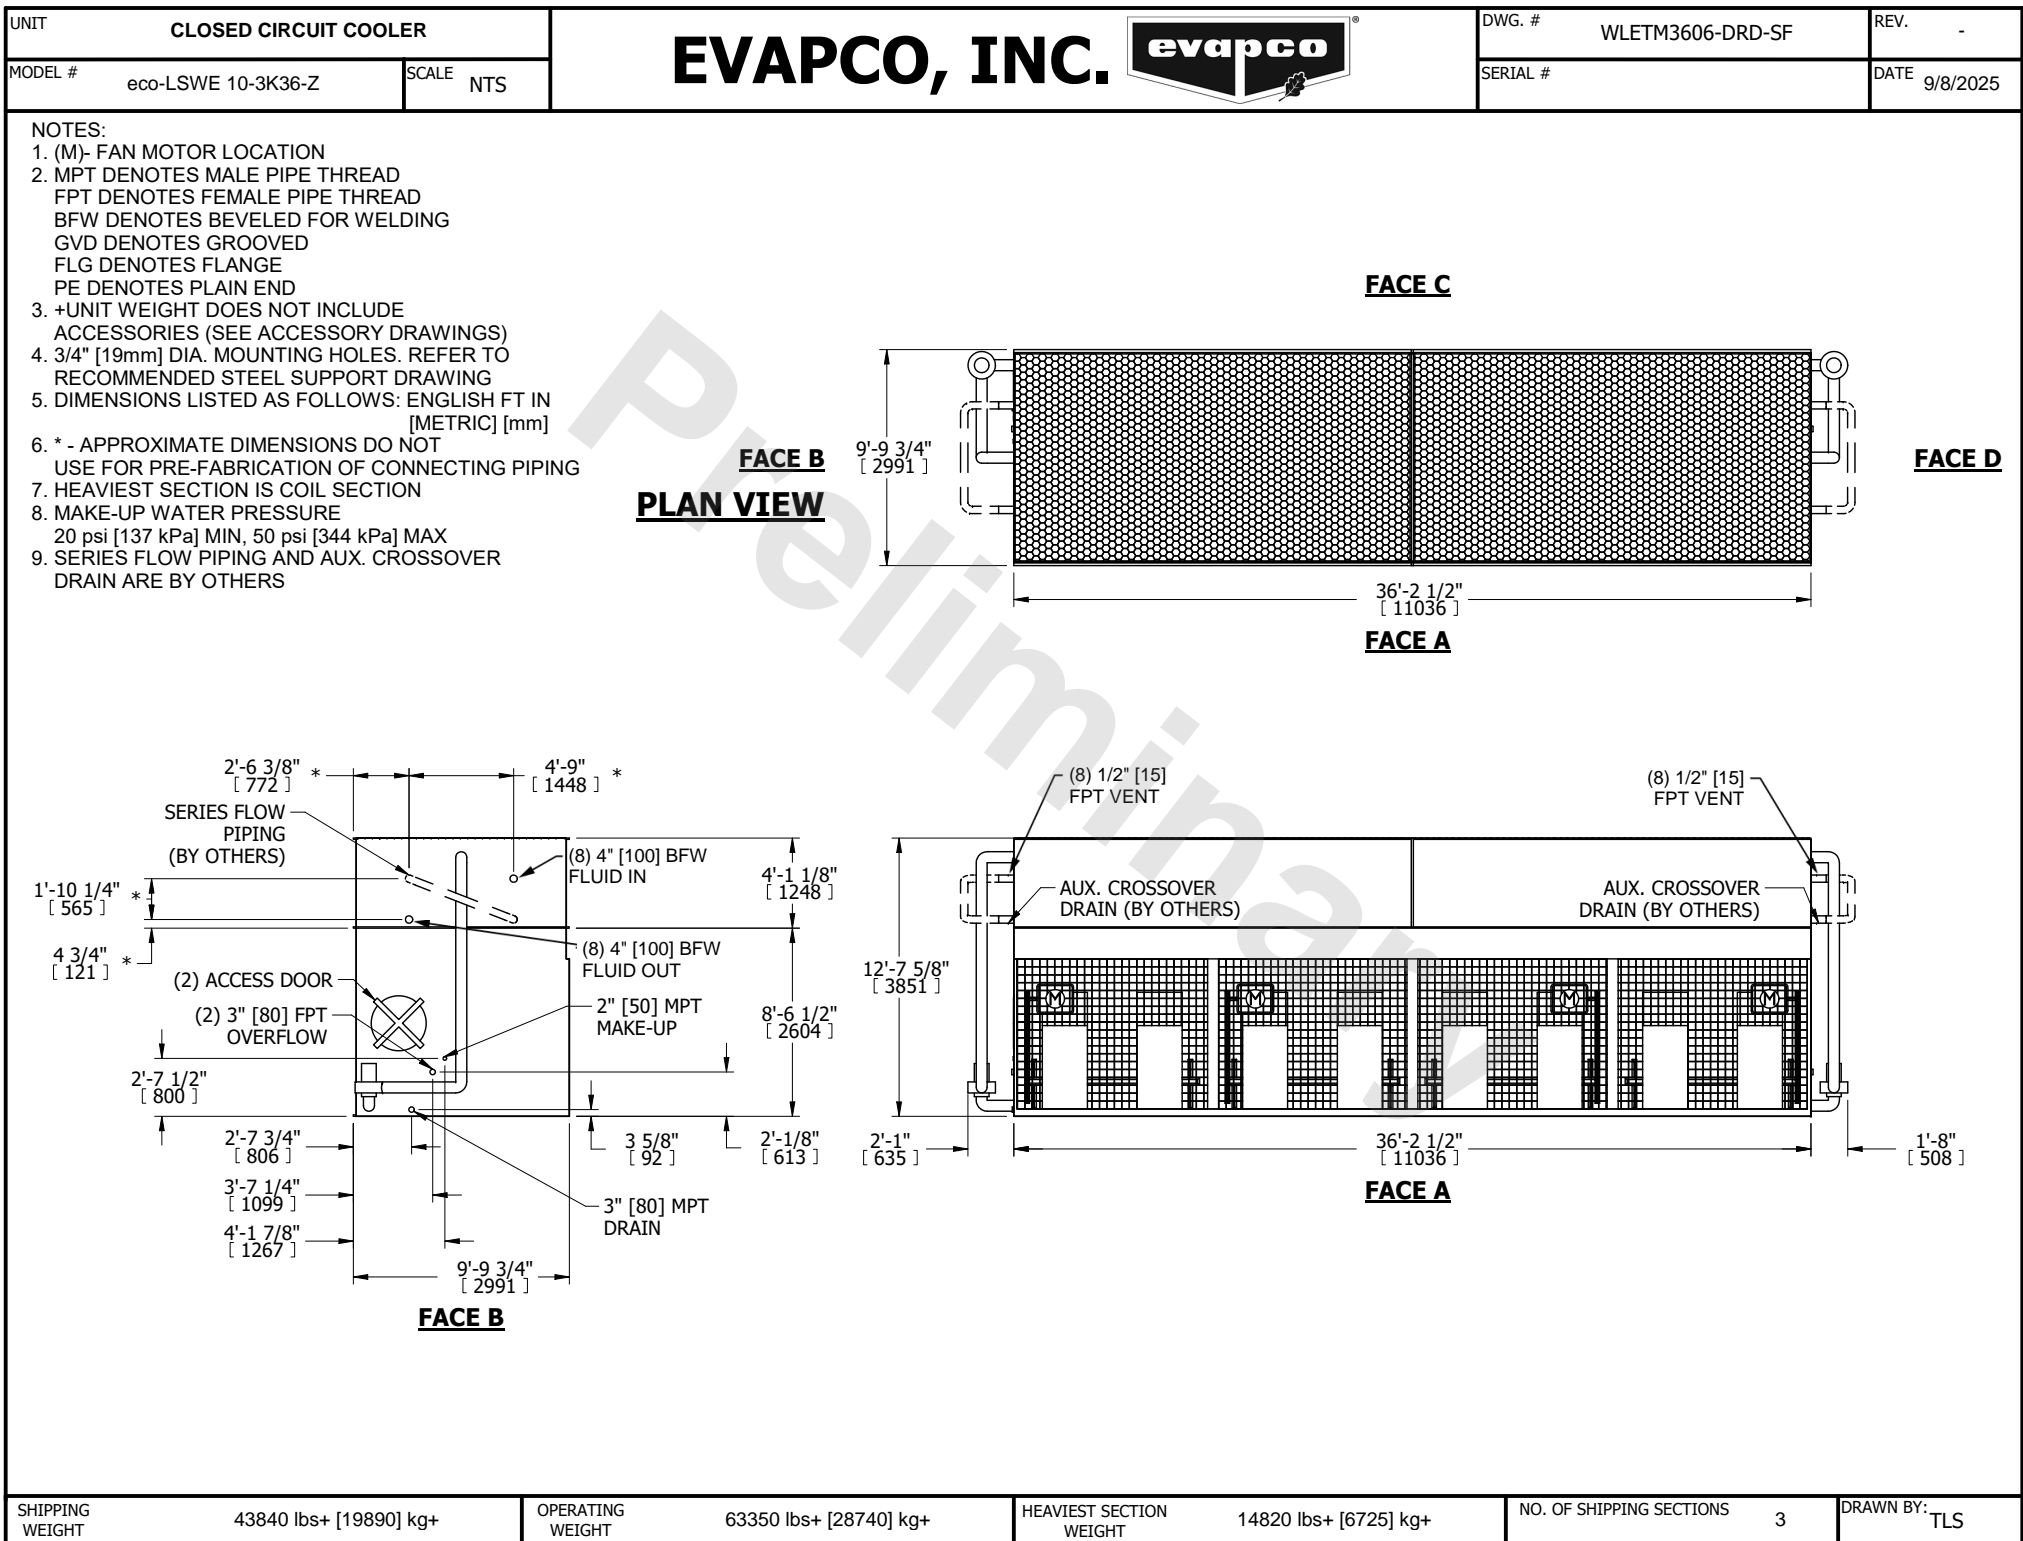 UNIT
CLOSED CIRCUIT COOLER
MODEL #
eco-LSWE 10-3K36-Z
SCALE
NTS
EVAPCO, INC.
evapco
®
DWG. #
WLETM3606-DRD-SF
REV.
-
SERIAL #
DATE
9/8/2025
NOTES:
1. (M)- FAN MOTOR LOCATION
2. MPT DENOTES MALE PIPE THREAD
FPT DENOTES FEMALE PIPE THREAD
BFW DENOTES BEVELED FOR WELDING
GVD DENOTES GROOVED
FLG DENOTES FLANGE
PE DENOTES PLAIN END
3. +UNIT WEIGHT DOES NOT INCLUDE
ACCESSORIES (SEE ACCESSORY DRAWINGS)
4. 3/4" [19mm] DIA. MOUNTING HOLES. REFER TO
RECOMMENDED STEEL SUPPORT DRAWING
5. DIMENSIONS LISTED AS FOLLOWS: ENGLISH FT IN
[METRIC] [mm]
6. * - APPROXIMATE DIMENSIONS DO NOT
USE FOR PRE-FABRICATION OF CONNECTING PIPING
7. HEAVIEST SECTION IS COIL SECTION
8. MAKE-UP WATER PRESSURE
20 psi [137 kPa] MIN, 50 psi [344 kPa] MAX
9. SERIES FLOW PIPING AND AUX. CROSSOVER
DRAIN ARE BY OTHERS
Preliminary
FACE C
FACE B
PLAN VIEW
9'-9 3/4"
[ 2991 ]
FACE D
36'-2 1/2"
[ 11036 ]
FACE A
2'-6 3/8" *
[ 772 ]
4'-9" *
[ 1448 ]
SERIES FLOW
PIPING
(BY OTHERS)
(8) 4" [100] BFW
FLUID IN
1'-10 1/4" *
[ 565 ]
4'-1 1/8"
[ 1248 ]
4 3/4" *
[ 121 ]
(8) 4" [100] BFW
FLUID OUT
(2) ACCESS DOOR
(2) 3" [80] FPT
OVERFLOW
2" [50] MPT
MAKE-UP
8'-6 1/2"
[ 2604 ]
2'-7 1/2"
[ 800 ]
2'-7 3/4"
[ 806 ]
3 5/8"
[ 92 ]
2'-1/8"
[ 613 ]
3'-7 1/4"
[ 1099 ]
3" [80] MPT
DRAIN
4'-1 7/8"
[ 1267 ]
9'-9 3/4"
[ 2991 ]
FACE B
(8) 1/2" [15]
FPT VENT
(8) 1/2" [15]
FPT VENT
AUX. CROSSOVER
DRAIN (BY OTHERS)
AUX. CROSSOVER
DRAIN (BY OTHERS)
12'-7 5/8"
[ 3851 ]
M
M
M
M
2'-1"
[ 635 ]
36'-2 1/2"
[ 11036 ]
1'-8"
[ 508 ]
FACE A
SHIPPING
WEIGHT
43840 lbs+ [19890] kg+
OPERATING
WEIGHT
63350 lbs+ [28740] kg+
HEAVIEST SECTION
WEIGHT
14820 lbs+ [6725] kg+
NO. OF SHIPPING SECTIONS
3
DRAWN BY:
TLS